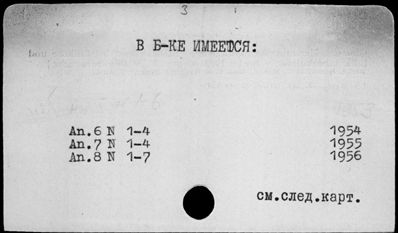 3
В Б-КЕ ИМЕЕТСЯ:
An.6 N 1-4 1954
An.7 N 1-4 1955
An.8 N 1-7 1956
см.след.карт.